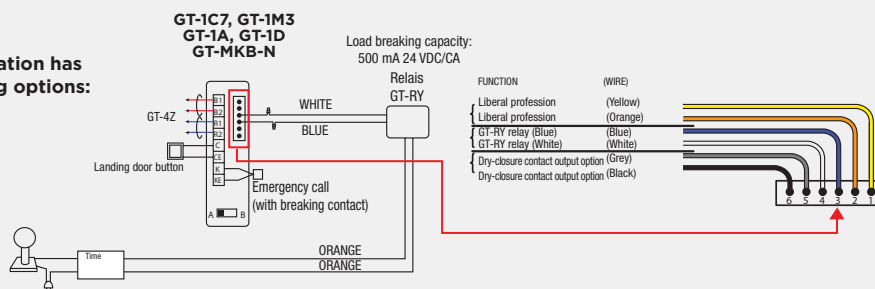 GT-1C7, GT-1M3
GT-1A, GT-1D
GT-MKB-N
ation has
g options:
Load breaking capacity:
500 mA 24 VDC/CA
Relais
GT-RY
WHITE
BLUE
GT-4Z
B1
B2
R1
R2
C
CE
K
KE
Landing door button
Emergency call
(with breaking contact)
A
B
Time
ORANGE
ORANGE
FUNCTION (WIRE)
Liberal profession (Yellow)
Liberal profession (Orange)
GT-RY relay (Blue) (Blue)
GT-RY relay (White) (White)
Dry-closure contact output option (Grey)
Dry-closure contact output option (Black)
6 5 4 3 2 1